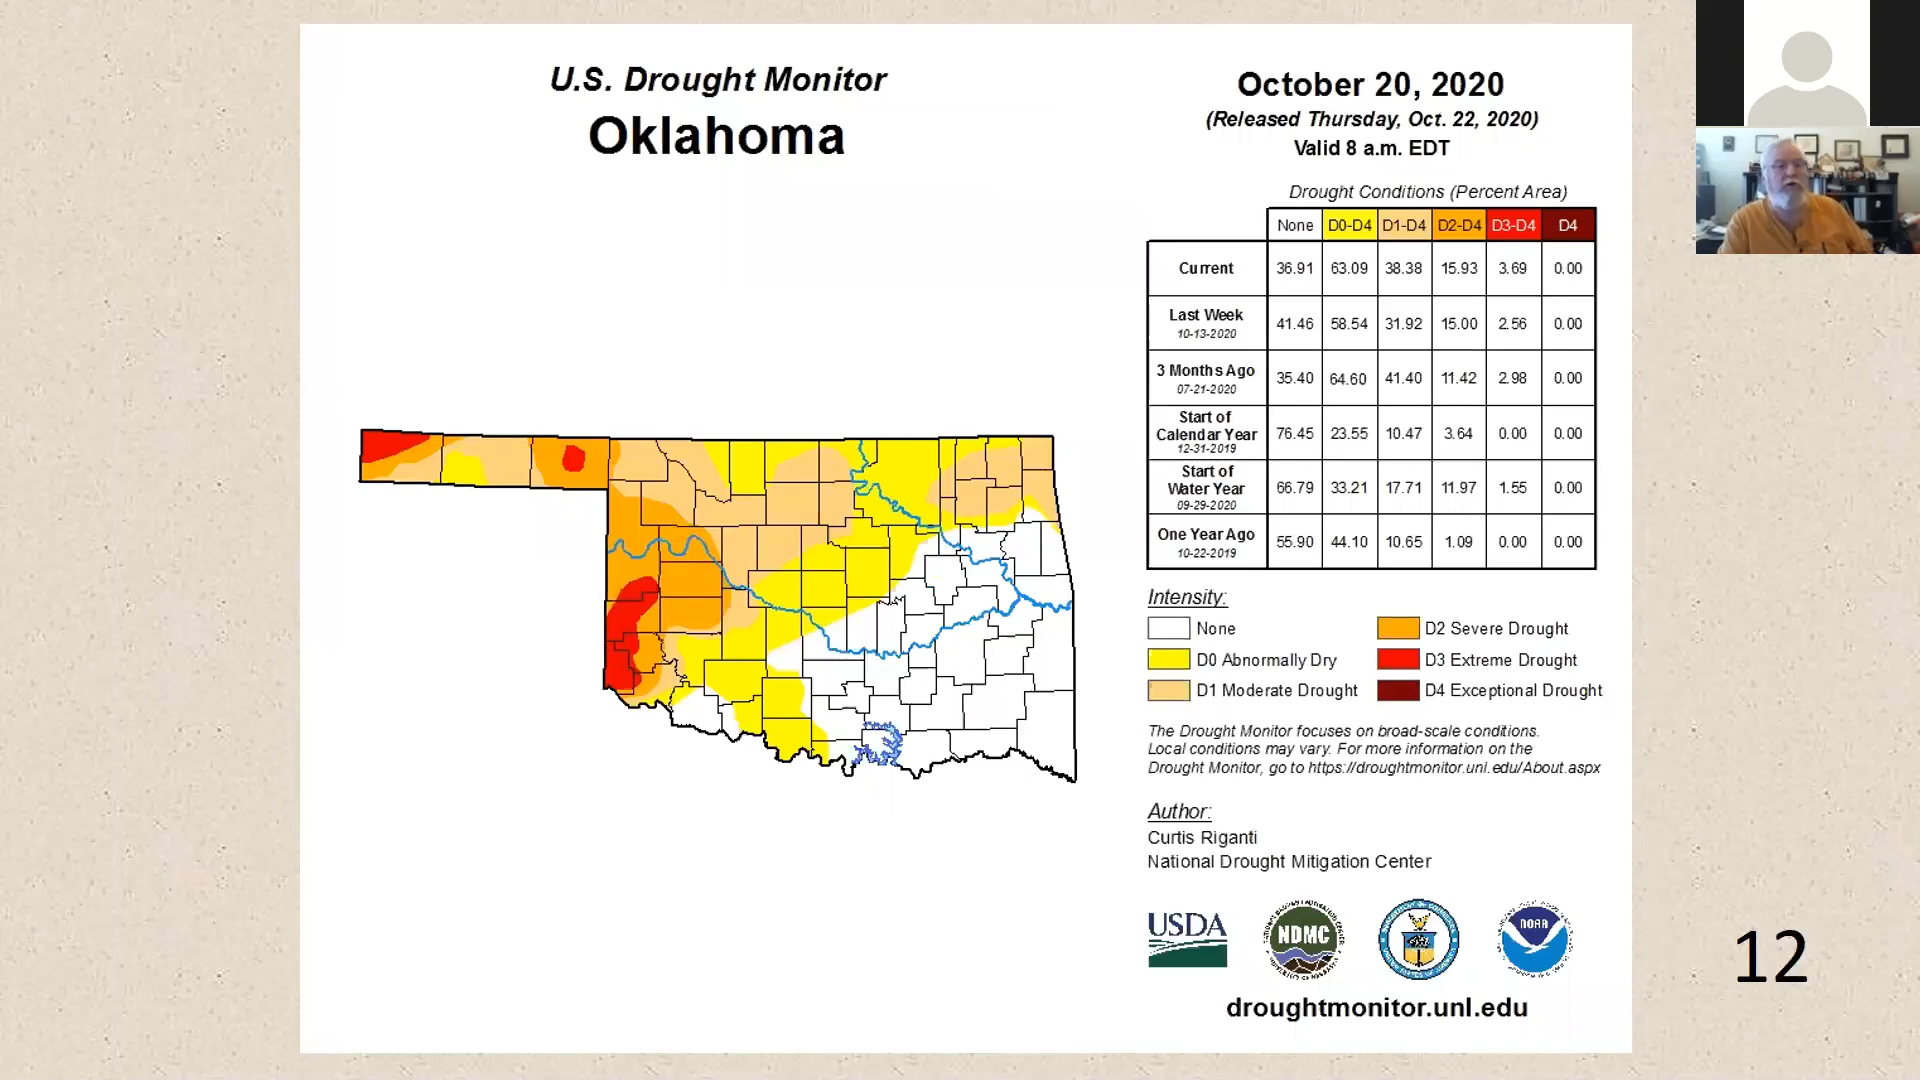 U.S. Drought Monitor
Oklahoma
October 20, 2020
(Released Thursday, Oct. 22, 2020)
Valid 8 a.m. EDT
Drought Conditions (Percent Area)
None D0-D4 D1-D4 D2-D4 D3-D4 D4
Current 36.91 63.09 38.38 15.93 3.69 0.00
Last Week
10-13-2020 41.46 58.54 31.92 15.00 2.56 0.00
3 Months Ago
07-21-2020 35.40 64.60 41.40 11.42 2.98 0.00
Start of
Calendar Year
12-31-2019 76.45 23.55 10.47 3.64 0.00 0.00
Start of
Water Year
09-29-2020 66.79 33.21 17.71 11.97 1.55 0.00
One Year Ago
10-22-2019 55.90 44.10 10.65 1.09 0.00 0.00
Intensity:
None
D0 Abnormally Dry
D1 Moderate Drought
D2 Severe Drought
D3 Extreme Drought
D4 Exceptional Drought
The Drought Monitor focuses on broad-scale conditions.
Local conditions may vary. For more information on the
Drought Monitor, go to https://droughtmonitor.unl.edu/About.aspx
Author:
Curtis Riganti
National Drought Mitigation Center
USDA
NDMC
NOAA
droughtmonitor.unl.edu
12